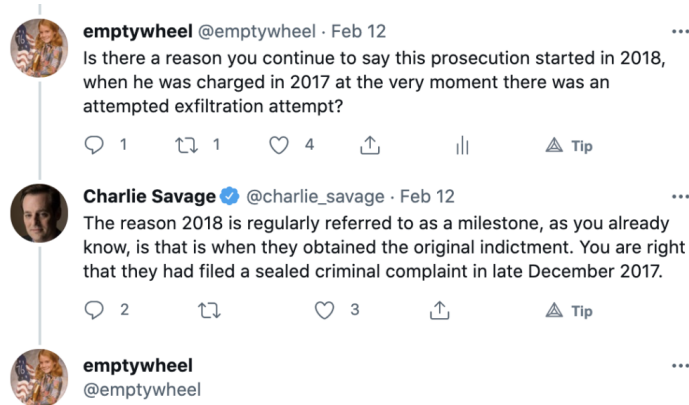 emptywheel @emptywheel · Feb 12
Is there a reason you continue to say this prosecution started in 2018,
when he was charged in 2017 at the very moment there was an
attempted exfiltration attempt?
1 1 4 Tip
Charlie Savage @charlie_savage · Feb 12
The reason 2018 is regularly referred to as a milestone, as you already
know, is that is when they obtained the original indictment. You are right
that they had filed a sealed criminal complaint in late December 2017.
2 3 Tip
emptywheel
@emptywheel